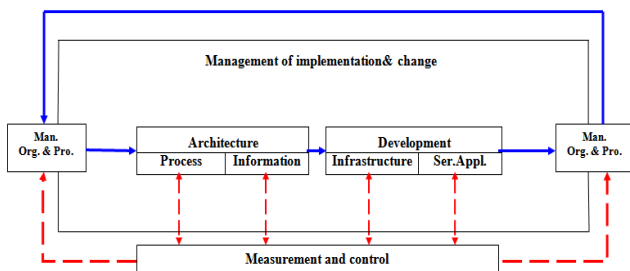 Management of implementation& change
Man.
Org. & Pro.
Architecture
Process
Information
Development
Infrastructure
Ser.Appl.
Man.
Org. & Pro.
Measurement and control